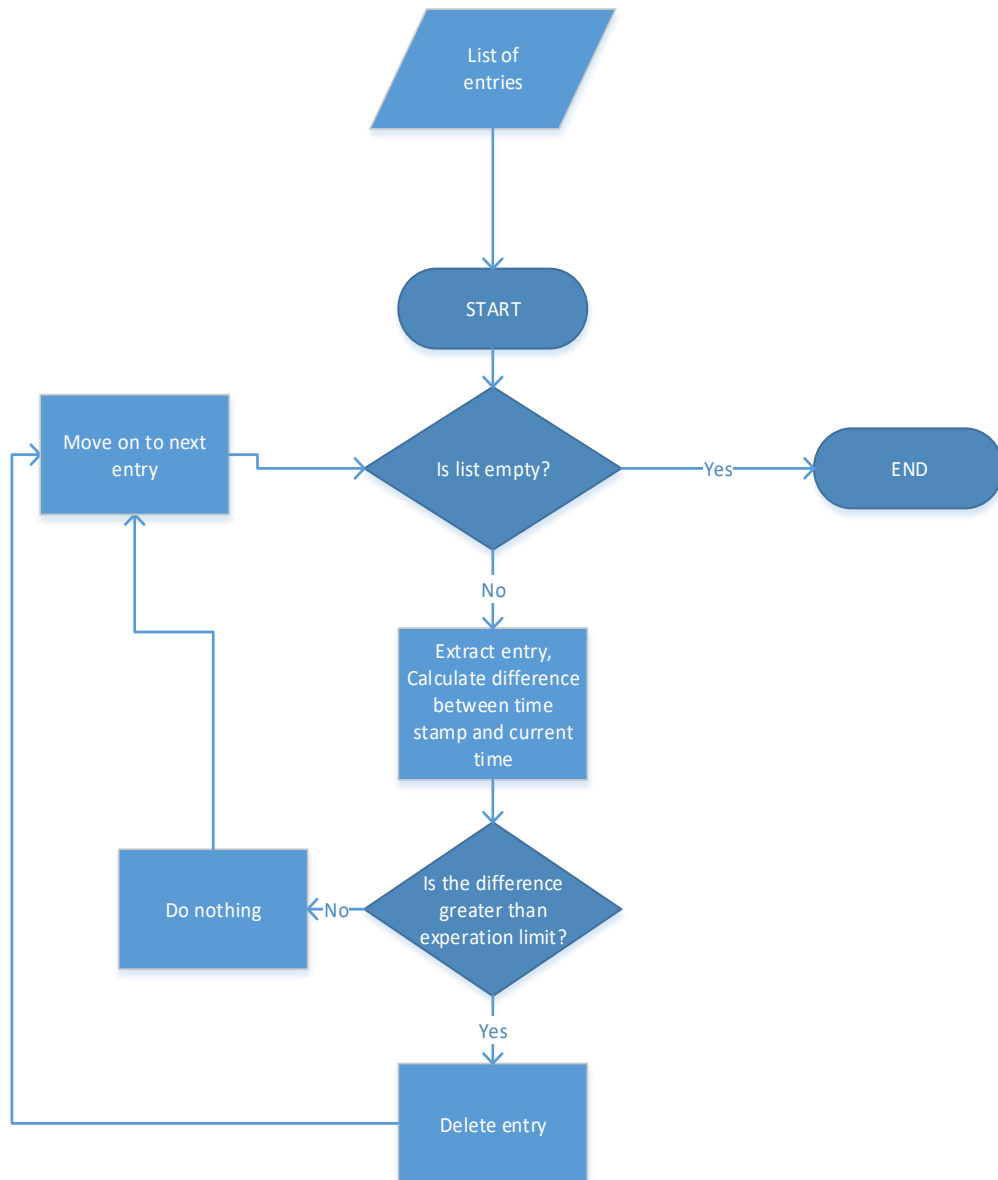 List of
entries
START
Move on to next
entry
Is list empty?
Yes
END
No
Extract entry,
Calculate difference
between time
stamp and current
time
Is the difference
greater than
experation limit?
No
Do nothing
Yes
Delete entry